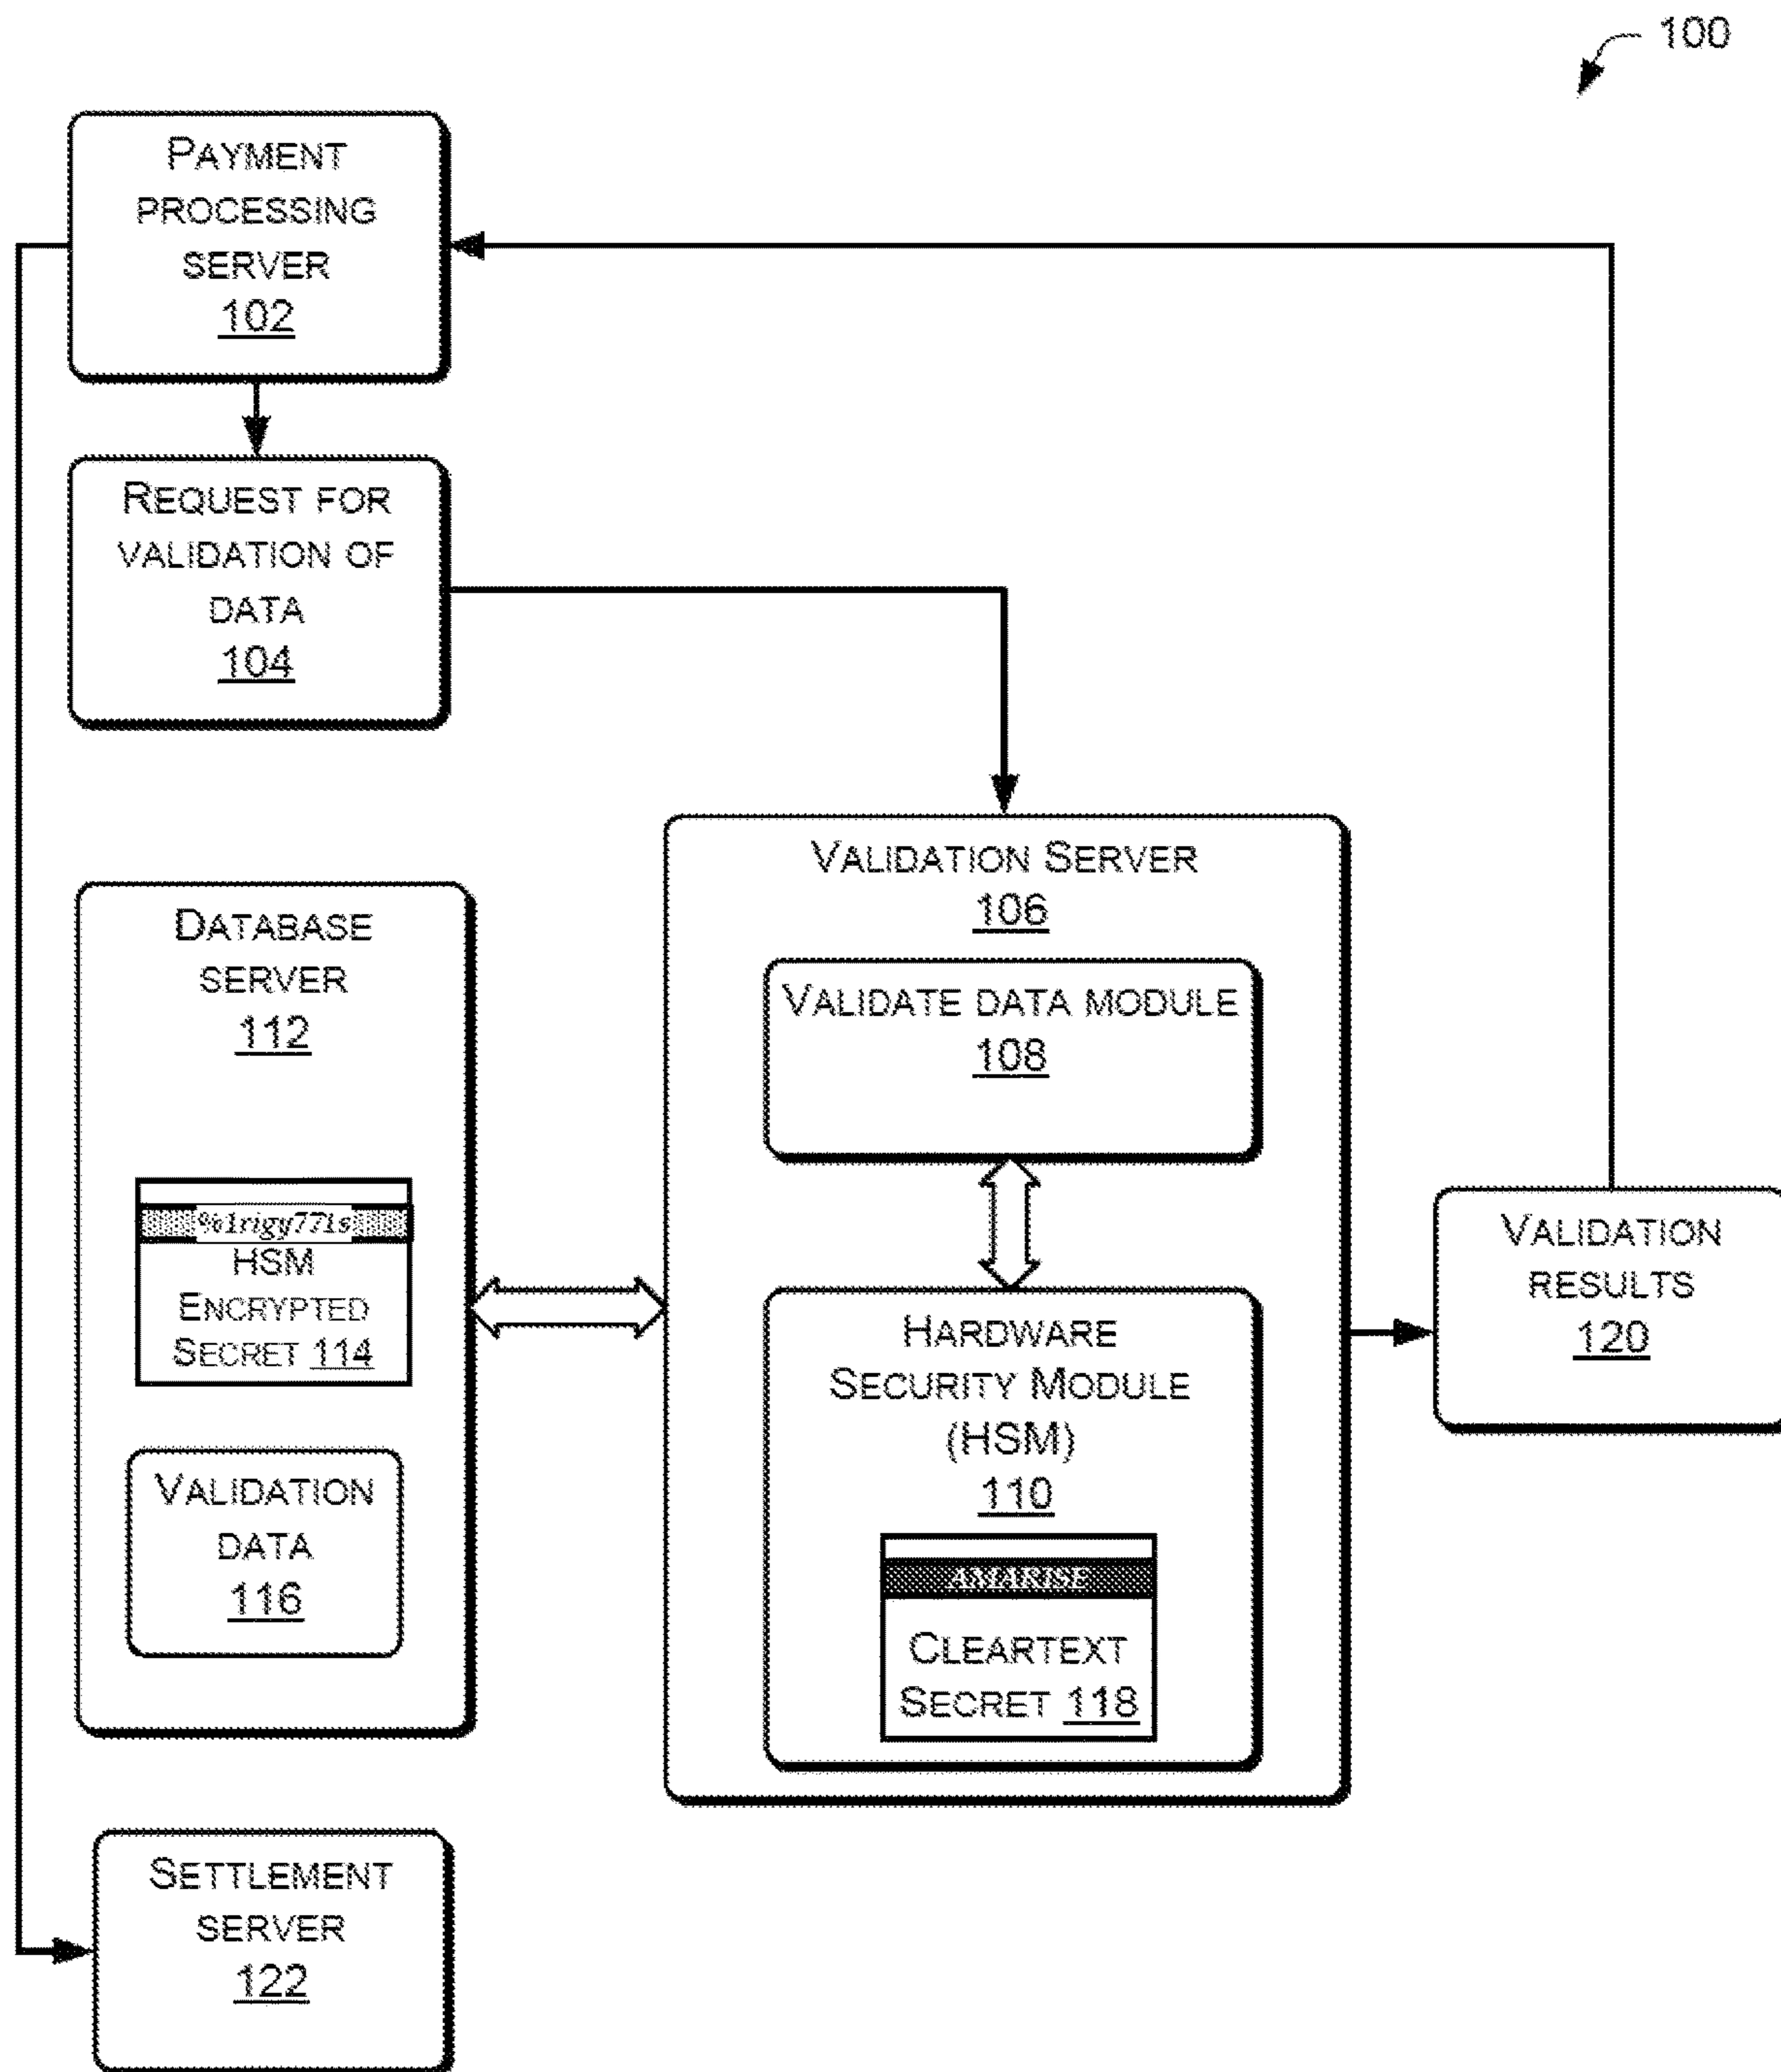 100
PAYMENT
PROCESSING
SERVER
102
REQUEST FOR
VALIDATION OF
DATA
104
VALIDATION SERVER
106
VALIDATE DATA MODULE
108
DATABASE
SERVER
112
%1rigy771s
HSM
ENCRYPTED
SECRET 114
VALIDATION
DATA
116
HARDWARE
SECURITY MODULE
(HSM)
110
AMARISE
CLEARTEXT
SECRET 118
VALIDATION
RESULTS
120
SETTLEMENT
SERVER
122